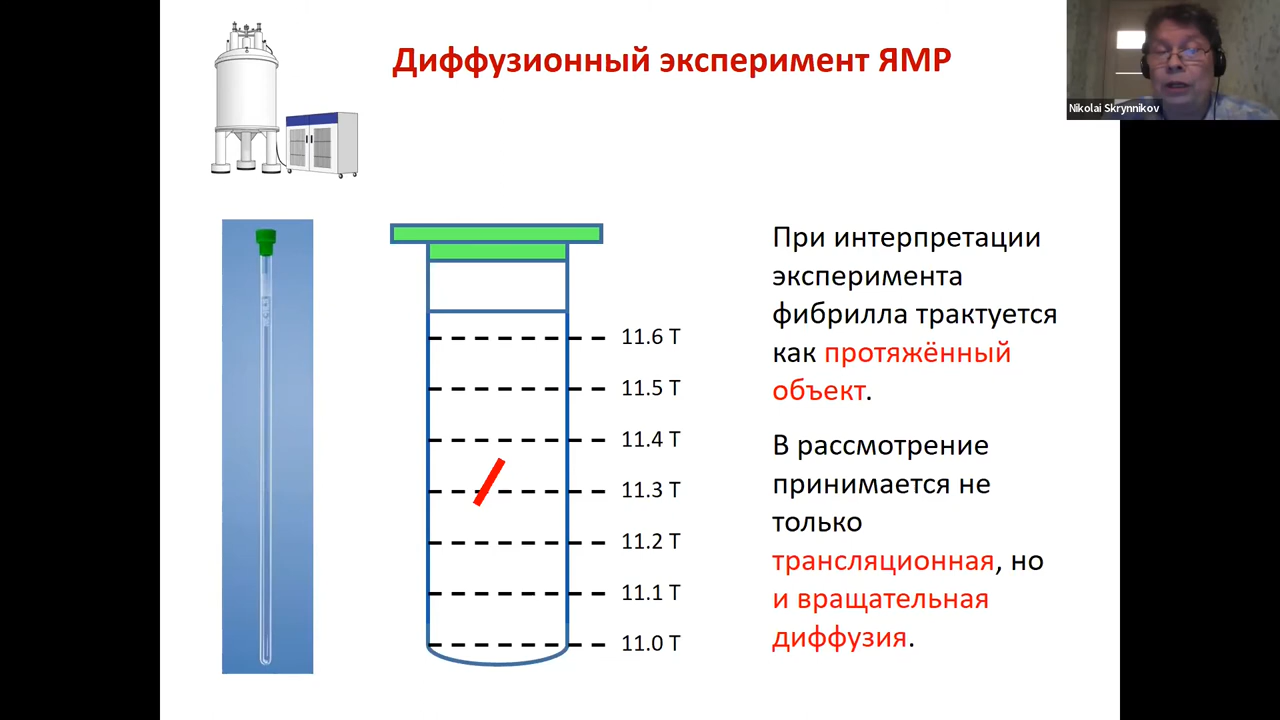 Диффузионный эксперимент ЯМР
Nikolai Skrynnikov
11.6 T
11.5 T
11.4 T
11.3 T
11.2 T
11.1 T
11.0 T
При интерпретации
эксперимента
фибрилла трактуется
как протяжённый
объект.
В рассмотрение
принимается не
только
трансляционная, но
и вращательная
диффузия.